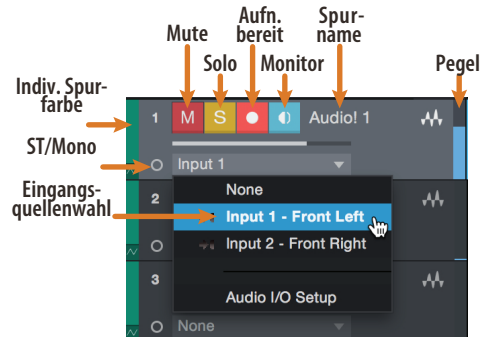 Aufn.
bereit
Spur-
name
Mute
Solo
Monitor
Pegel
Indiv. Spur-
farbe
1 M S Audio! 1
ST/Mono
Input 1
Eingangs-
quellenwahl
None
2
Input 1 - Front Left
Input 2 - Front Right
3
Audio I/O Setup
None